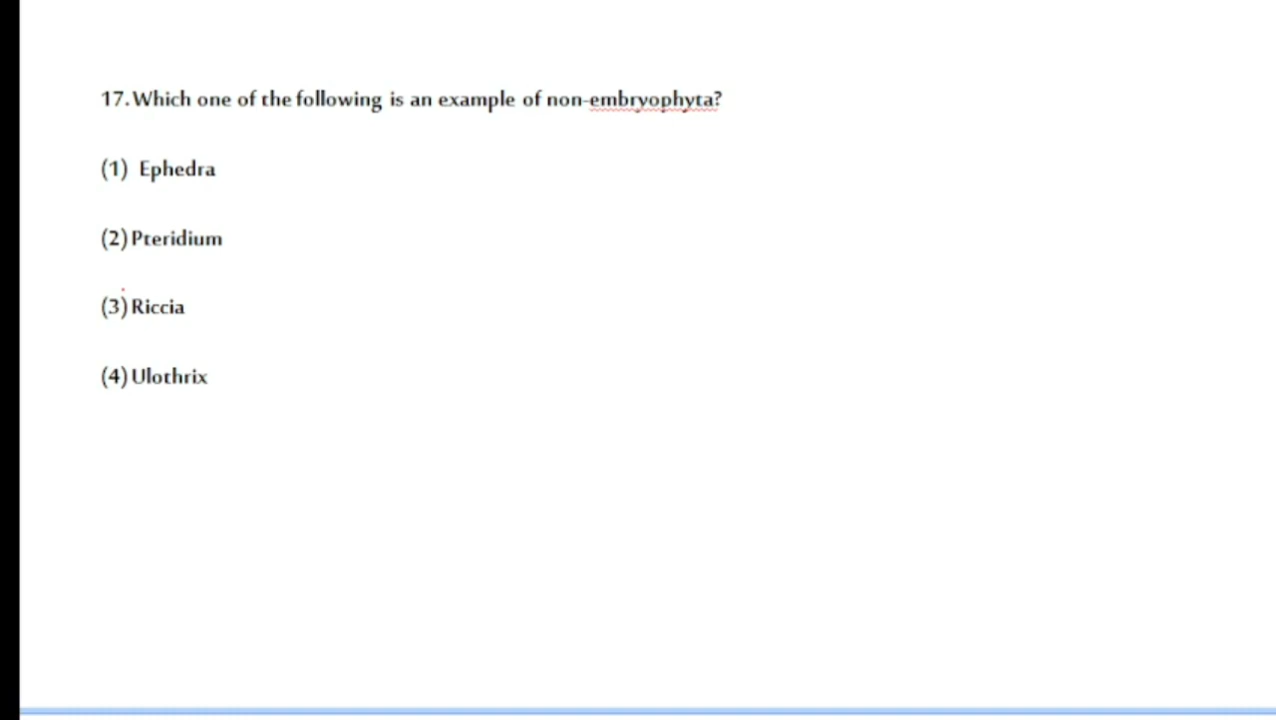 17. Which one of the following is an example of non-embryophyta?
(1) Ephedra
(2) Pteridium
(3) Riccia
(4) Ulothrix